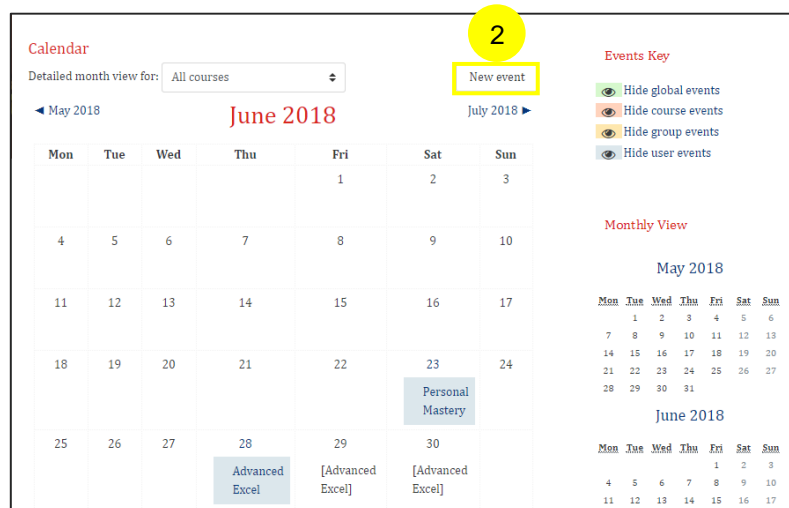 2
Calendar
Detailed month view for: All courses
New event
◄ May 2018
June 2018
July 2018 ►
Mon Tue Wed Thu Fri Sat Sun
1 2 3
4 5 6 7 8 9 10
11 12 13 14 15 16 17
18 19 20 21 22 23 24
Personal
Mastery
25 26 27 28 29 30
Advanced [Advanced [Advanced
Excel Excel] Excel]
Events Key
Hide global events
Hide course events
Hide group events
Hide user events
Monthly View
May 2018
Mon Tue Wed Thu Fri Sat Sun
1 2 3 4 5 6
7 8 9 10 11 12 13
14 15 16 17 18 19 20
21 22 23 24 25 26 27
28 29 30 31
June 2018
Mon Tue Wed Thu Fri Sat Sun
1 2 3
4 5 6 7 8 9 10
11 12 13 14 15 16 17